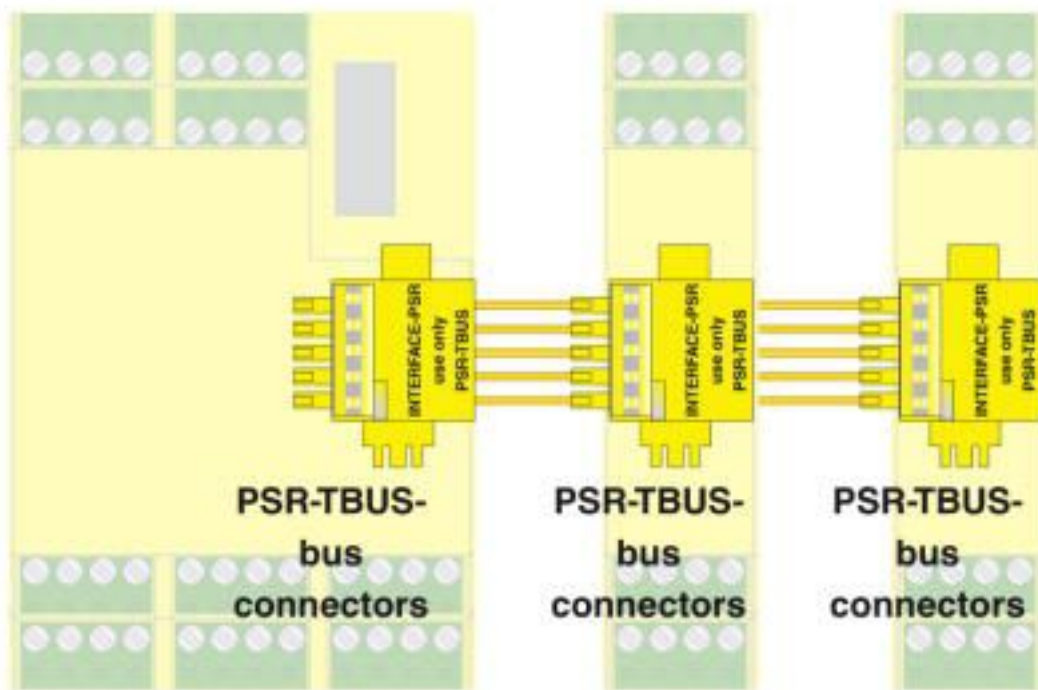 INTERFACE-PSR
use only
PSR-TBUS
INTERFACE-PSR
use only
PSR-TBUS
INTERFACE-PSR
use only
PSR-TBUS
PSR-TBUS-
bus
connectors
PSR-TBUS-
bus
connectors
PSR-TBUS-
bus
connectors